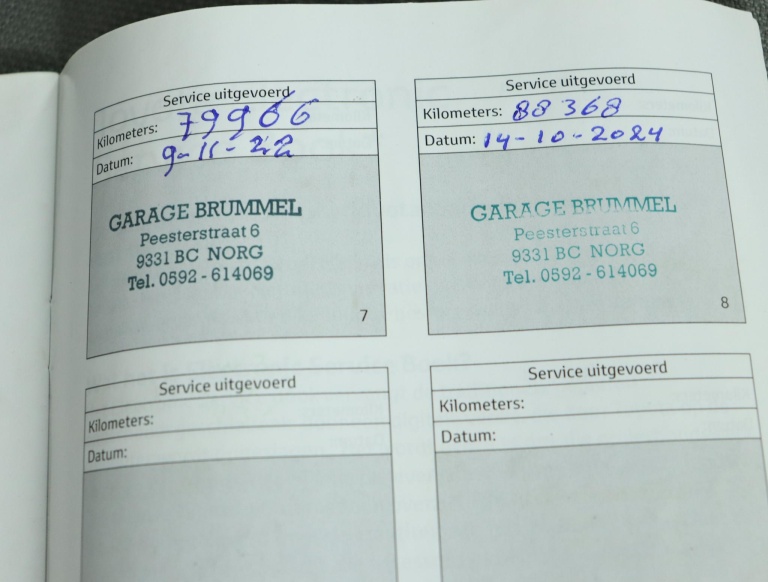 Service uitgevoerd
Kilometers: 79966
Datum: 9-11-22
GARAGE BRUMMEL
Peesterstraat 6
9331 BC NORG
Tel. 0592 - 614069
7
Service uitgevoerd
Kilometers: 88368
Datum: 14-10-2024
GARAGE BRUMMEL
Peesterstraat 6
9331 BC NORG
Tel. 0592 - 614069
8
Service uitgevoerd
Kilometers:
Datum:
Service uitgevoerd
Kilometers:
Datum: